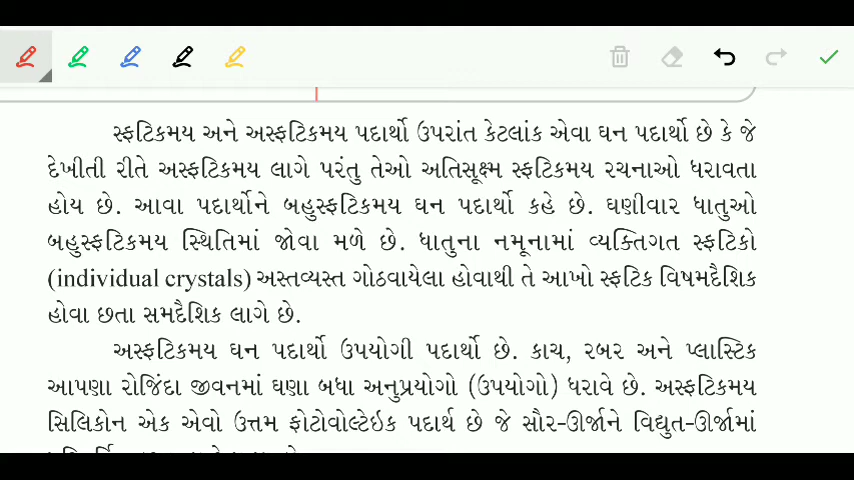 સ્ફટિકમય અને અસ્ફટિકમય પદાર્થો ઉપરાંત કેટલાંક એવા ઘન પદાર્થો છે કે જે
દેખીતી રીતે અસ્ફટિકમય લાગે પરંતુ તેઓ અતિસૂક્ષ્મ સ્ફટિકમય રચનાઓ ધરાવતા
હોય છે. આવા પદાર્થોને બહુસ્ફટિકમય ઘન પદાર્થો કહે છે. ઘણીવાર ધાતુઓ
બહુસ્ફટિકમય સ્થિતિમાં જોવા મળે છે. ધાતુના નમૂનામાં વ્યક્તિગત સ્ફટિકો
(individual crystals) અસ્તવ્યસ્ત ગોઠવાયેલા હોવાથી તે આખો સ્ફટિક વિષમદૈશિક
હોવા છતા સમદૈશિક લાગે છે.
અસ્ફટિકમય ઘન પદાર્થો ઉપયોગી પદાર્થો છે. કાચ, રબર અને પ્લાસ્ટિક
આપણા રોજિંદા જીવનમાં ઘણા બધા અનુપ્રયોગો (ઉપયોગો) ધરાવે છે. અસ્ફટિકમય
સિલિકોન એક એવો ઉત્તમ ફોટોવોલ્ટેઇક પદાર્થ છે જે સૌર-ઊર્જાને વિદ્યુત-ઊર્જામાં